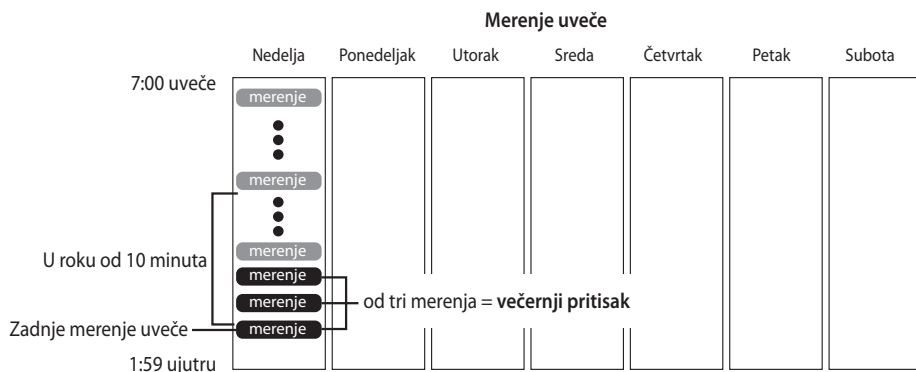 Merenje uveče
Nedelja Ponedeljak Utorak Sreda Četvrtak Petak Subota
7:00 uveče
merenje
merenje
merenje
U roku od 10 minuta
merenje
merenje
od tri merenja = večernji pritisak
Zadnje merenje uveče
merenje
1:59 ujutru